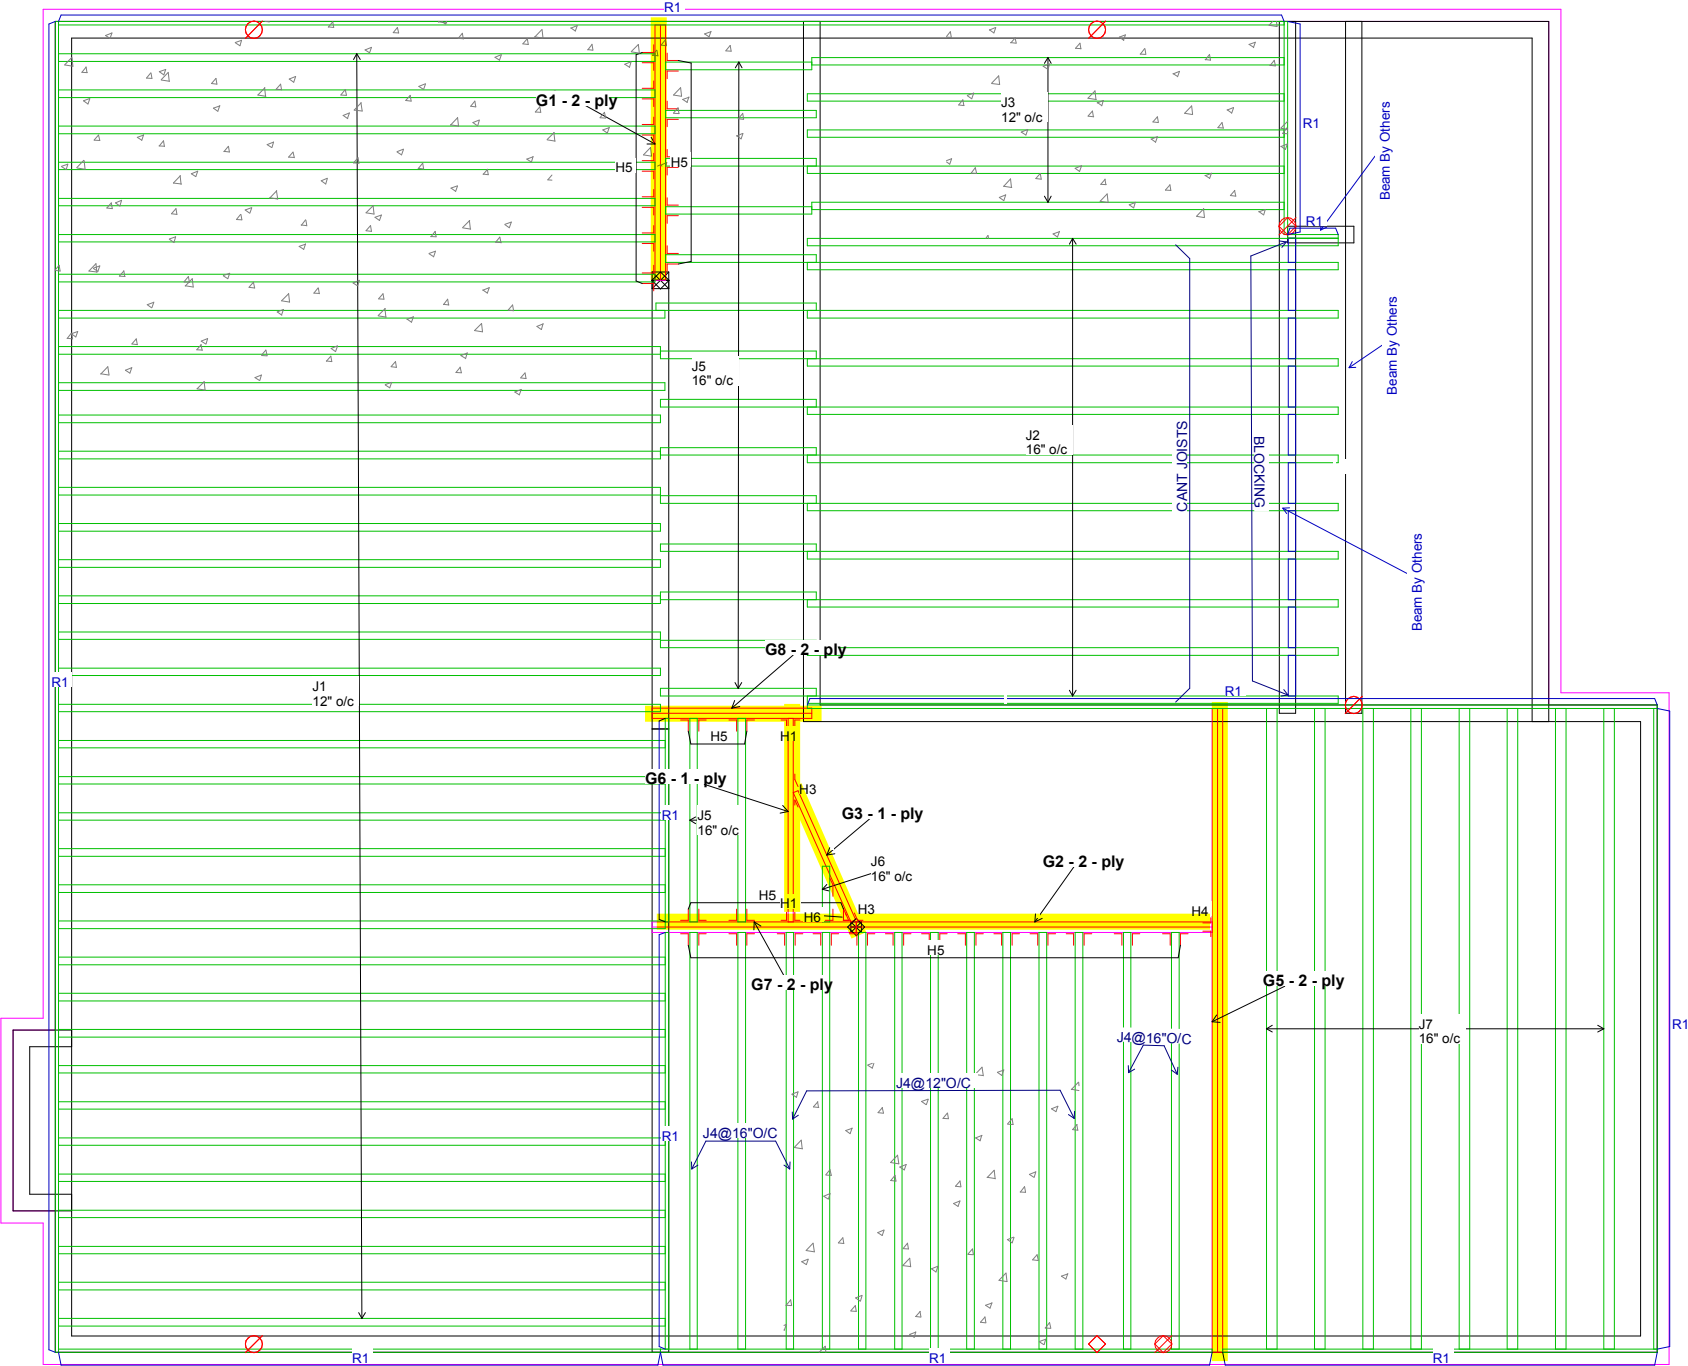 R1
G1 - 2 - ply
J3
12" o/c
R1
Beam By Others
H5
H5
R1
Beam By Others
J5
16" o/c
J2
16" o/c
CANT JOISTS
BLOCKING
Beam By Others
G8 - 2 - ply
R1
J1
12" o/c
R1
H5
H1
G6 - 1 - ply
H3
R1
J5
16" o/c
G3 - 1 - ply
J6
16" o/c
G2 - 2 - ply
H5
H1
H6
H3
H4
H5
G7 - 2 - ply
G5 - 2 - ply
J7
16" o/c
R1
J4@16"O/C
J4@12"O/C
J4@16"O/C
R1
R1
R1
R1